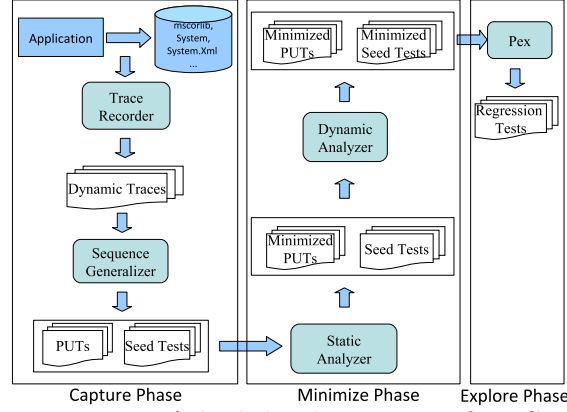 Application
mscorlib,
System,
System.Xml
...
Trace
Recorder
Dynamic Traces
Sequence
Generalizer
PUTs
Seed Tests
Capture Phase
Minimized
PUTs
Minimized
Seed Tests
Dynamic
Analyzer
Minimized
PUTs
Seed Tests
Static
Analyzer
Minimize Phase
Pex
Regression
Tests
Explore Phase